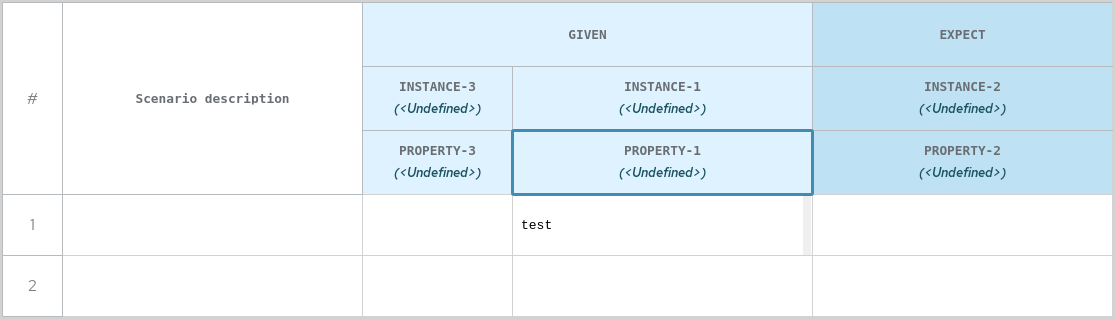 #
Scenario description
GIVEN
EXPECT
INSTANCE-3
(<Undefined>)
INSTANCE-1
(<Undefined>)
INSTANCE-2
(<Undefined>)
PROPERTY-3
(<Undefined>)
PROPERTY-1
(<Undefined>)
PROPERTY-2
(<Undefined>)
1
test
2